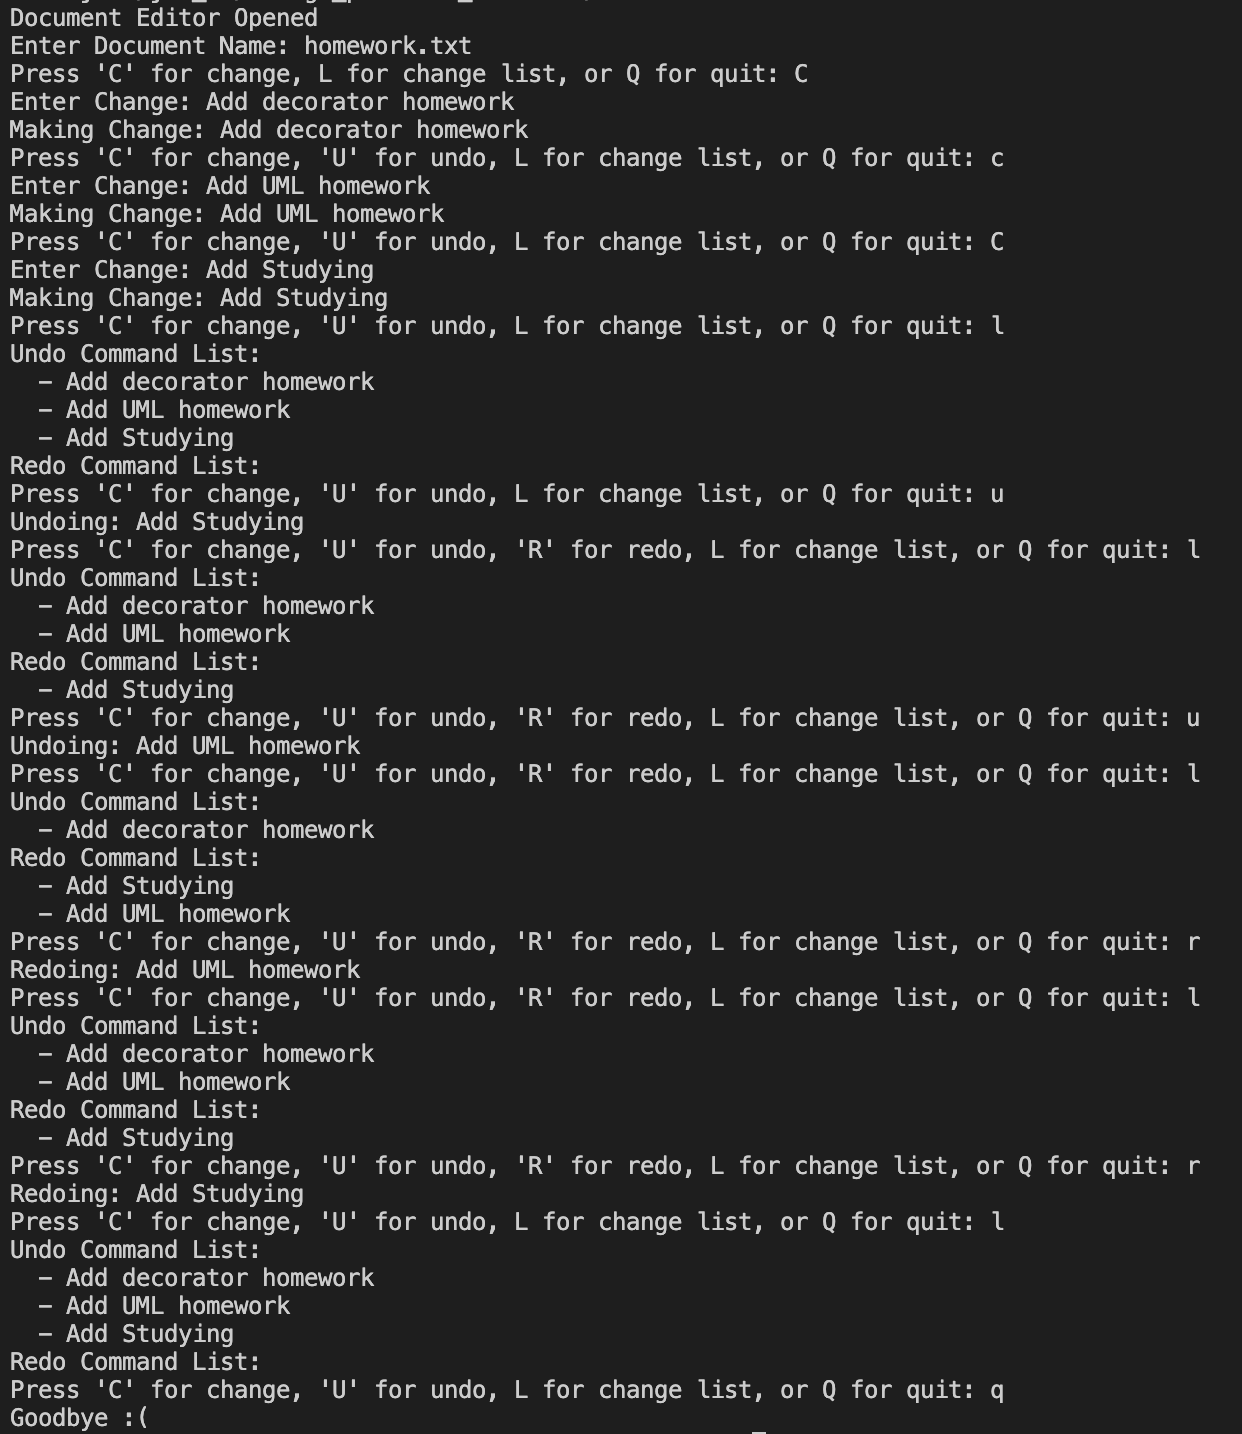 Document Editor Opened
Enter Document Name: homework.txt
Press 'C' for change, L for change list, or Q for quit: C
Enter Change: Add decorator homework
Making Change: Add decorator homework
Press 'C' for change, 'U' for undo, L for change list, or Q for quit: c
Enter Change: Add UML homework
Making Change: Add UML homework
Press 'C' for change, 'U' for undo, L for change list, or Q for quit: C
Enter Change: Add Studying
Making Change: Add Studying
Press 'C' for change, 'U' for undo, L for change list, or Q for quit: l
Undo Command List:
  - Add decorator homework
  - Add UML homework
  - Add Studying
Redo Command List:
Press 'C' for change, 'U' for undo, L for change list, or Q for quit: u
Undoing: Add Studying
Press 'C' for change, 'U' for undo, 'R' for redo, L for change list, or Q for quit: l
Undo Command List:
  - Add decorator homework
  - Add UML homework
Redo Command List:
  - Add Studying
Press 'C' for change, 'U' for undo, 'R' for redo, L for change list, or Q for quit: u
Undoing: Add UML homework
Press 'C' for change, 'U' for undo, 'R' for redo, L for change list, or Q for quit: l
Undo Command List:
  - Add decorator homework
Redo Command List:
  - Add Studying
  - Add UML homework
Press 'C' for change, 'U' for undo, 'R' for redo, L for change list, or Q for quit: r
Redoing: Add UML homework
Press 'C' for change, 'U' for undo, 'R' for redo, L for change list, or Q for quit: l
Undo Command List:
  - Add decorator homework
  - Add UML homework
Redo Command List:
  - Add Studying
Press 'C' for change, 'U' for undo, 'R' for redo, L for change list, or Q for quit: r
Redoing: Add Studying
Press 'C' for change, 'U' for undo, L for change list, or Q for quit: l
Undo Command List:
  - Add decorator homework
  - Add UML homework
  - Add Studying
Redo Command List:
Press 'C' for change, 'U' for undo, L for change list, or Q for quit: q
Goodbye :(